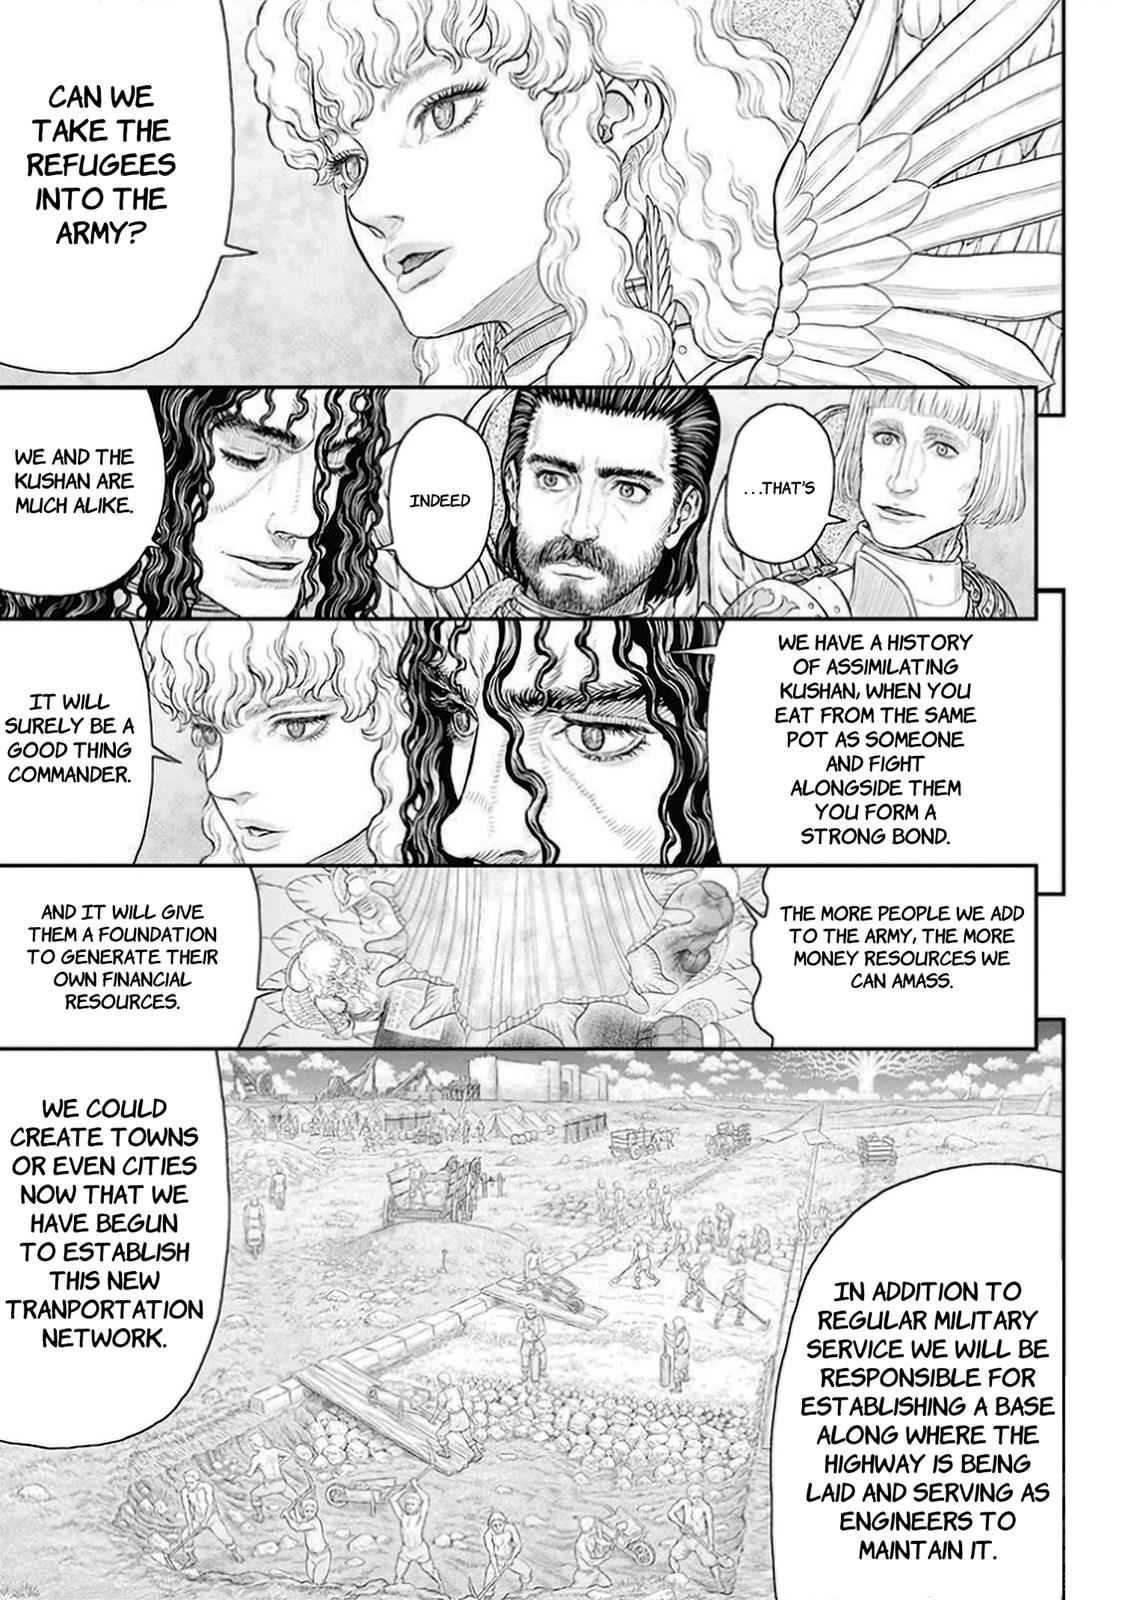 CAN WE
TAKE THE
REFUGEES
INTO THE
ARMY?
...THAT'S
INDEED
WE AND THE
KUSHAN ARE
MUCH ALIKE.
WE HAVE A HISTORY
OF ASSIMILATING
KUSHAN, WHEN YOU
EAT FROM THE SAME
POT AS SOMEONE
AND FIGHT
ALONGSIDE THEM
YOU FORM A
STRONG BOND.
IT WILL
SURELY BE A
GOOD THING
COMMANDER.
THE MORE PEOPLE WE ADD
TO THE ARMY, THE MORE
MONEY RESOURCES WE
CAN AMASS.
AND IT WILL GIVE
THEM A FOUNDATION
TO GENERATE THEIR
OWN FINANCIAL
RESOURCES.
IN ADDITION TO
REGULAR MILITARY
SERVICE WE WILL BE
RESPONSIBLE FOR
ESTABLISHING A BASE
ALONG WHERE THE
HIGHWAY IS BEING
LAID AND SERVING AS
ENGINEERS TO
MAINTAIN IT.
WE COULD
CREATE TOWNS
OR EVEN CITIES
NOW THAT WE
HAVE BEGUN
TO ESTABLISH
THIS NEW
TRANPORTATION
NETWORK.